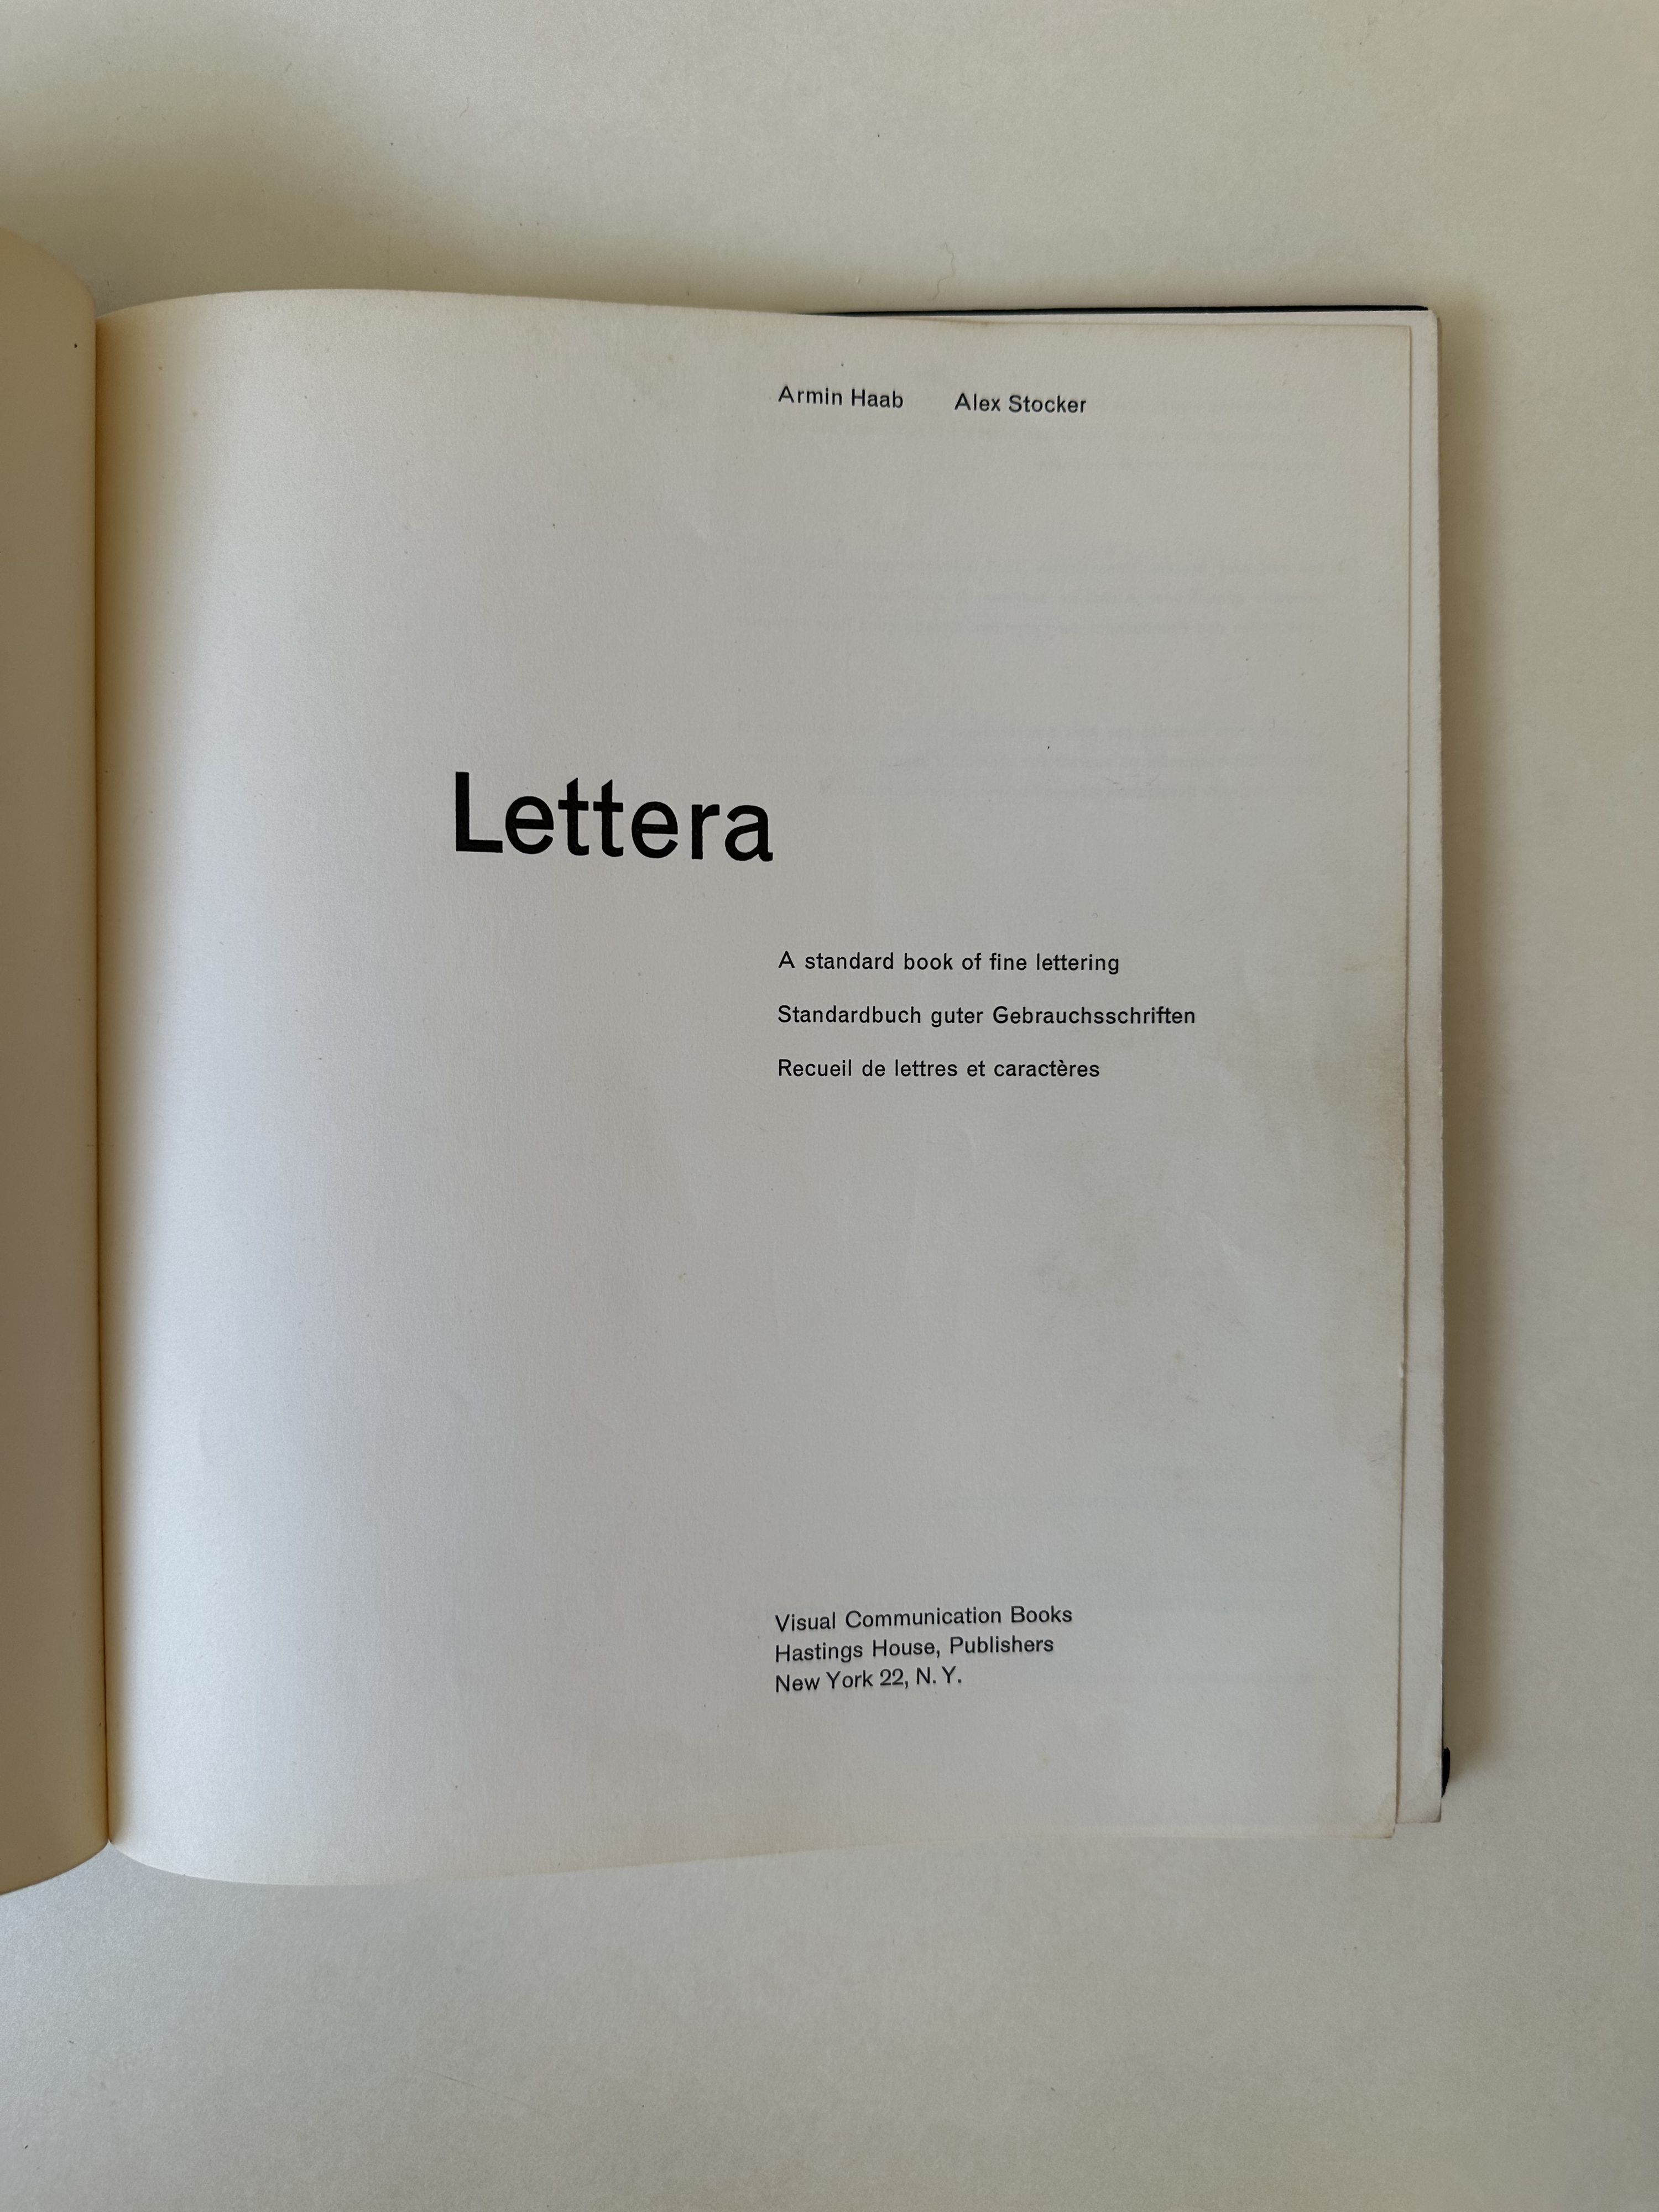 Armin Haab Alex Stocker
Lettera
A standard book of fine lettering
Standardbuch guter Gebrauchsschriften
Recueil de lettres et caractères
Visual Communication Books
Hastings House, Publishers
New York 22, N. Y.